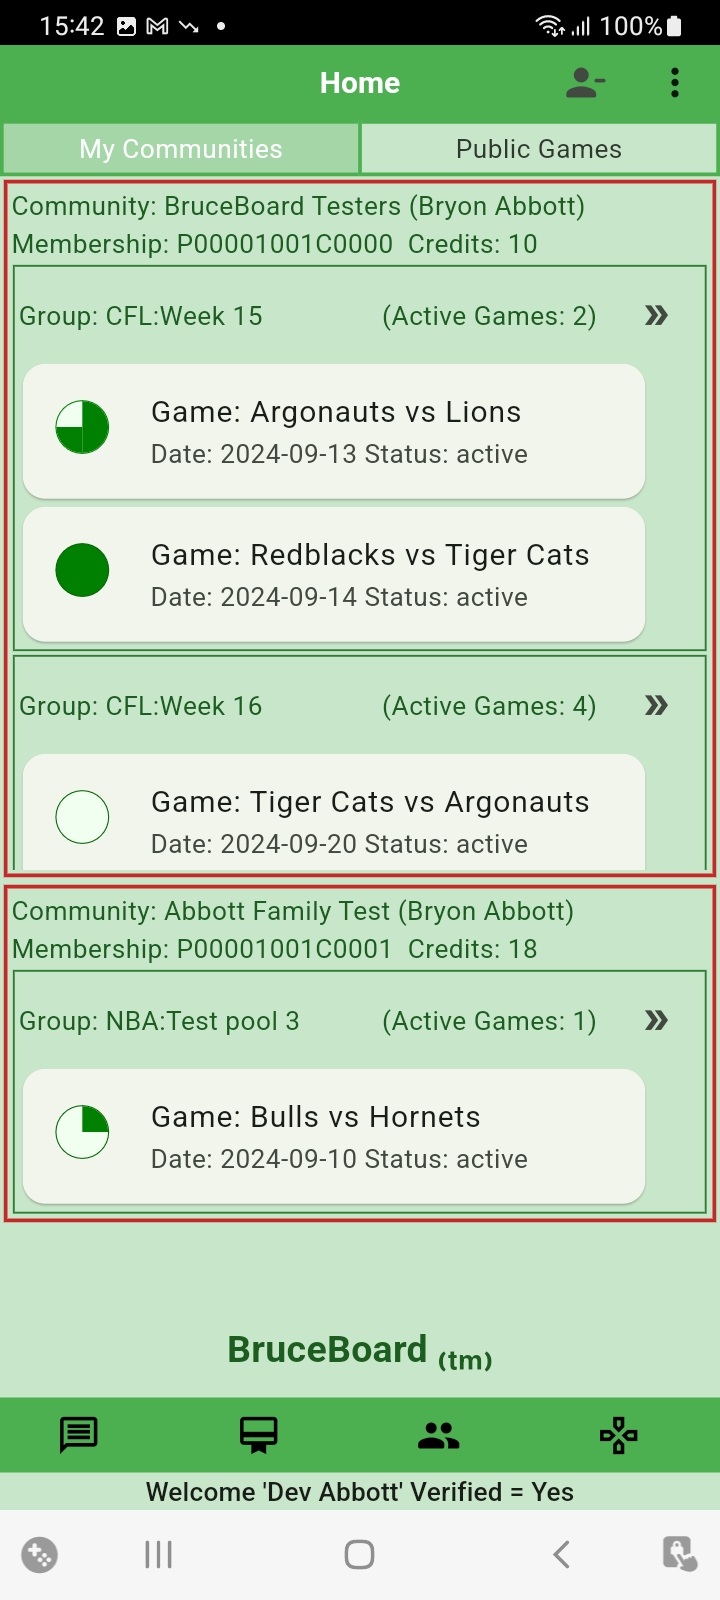 15:42 100%
Home
My Communities Public Games
Community: BruceBoard Testers (Bryon Abbott)
Membership: P00001001C0000 Credits: 10
Group: CFL:Week 15 (Active Games: 2) »
Game: Argonauts vs Lions
Date: 2024-09-13 Status: active
Game: Redblacks vs Tiger Cats
Date: 2024-09-14 Status: active
Group: CFL:Week 16 (Active Games: 4) »
Game: Tiger Cats vs Argonauts
Date: 2024-09-20 Status: active
Community: Abbott Family Test (Bryon Abbott)
Membership: P00001001C0001 Credits: 18
Group: NBA:Test pool 3 (Active Games: 1) »
Game: Bulls vs Hornets
Date: 2024-09-10 Status: active
BruceBoard (tm)
Welcome 'Dev Abbott' Verified = Yes